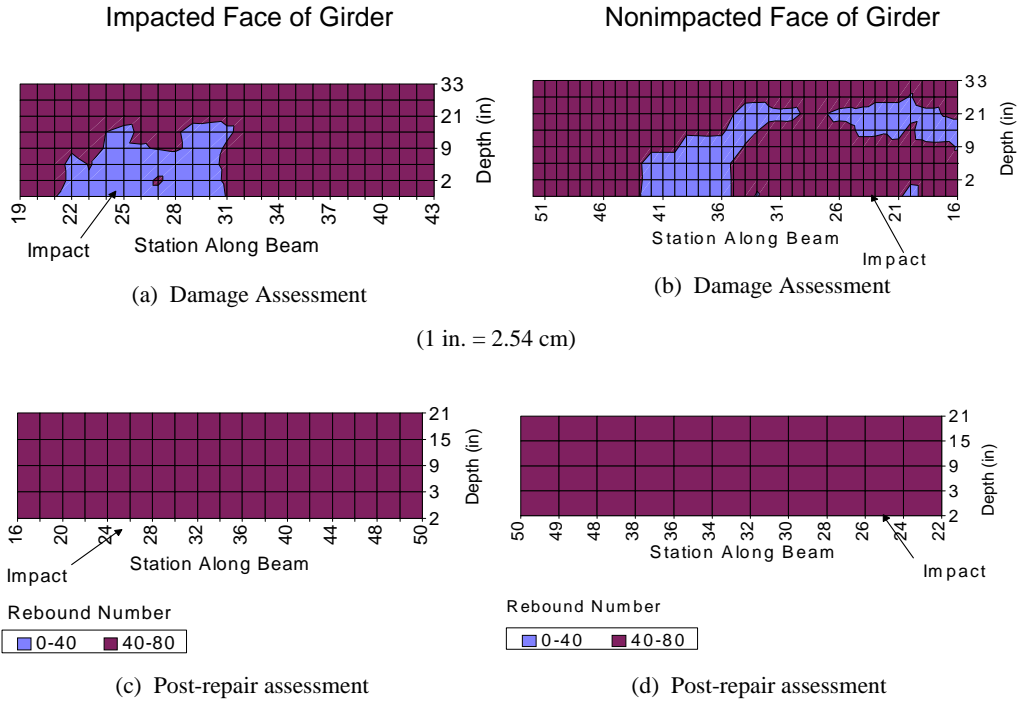 Impacted Face of Girder
Nonimpacted Face of Girder
33
21
9
2
Depth (in)
19 22 25 28 31 34 37 40 43
Impact
Station Along Beam
(a) Damage Assessment
33
21
9
2
Depth (in)
51 46 41 36 31 26 21 16
Station Along Beam
Impact
(b) Damage Assessment
(1 in. = 2.54 cm)
21
15
9
3
2
Depth (in)
16 20 24 28 32 36 40 44 48 50
Impact
Station Along Beam
Rebound Number
0-40 40-80
(c) Post-repair assessment
21
15
9
3
2
Depth (in)
50 49 48 38 36 34 32 30 28 26 24 22
Station Along Beam
Impact
Rebound Number
0-40 40-80
(d) Post-repair assessment